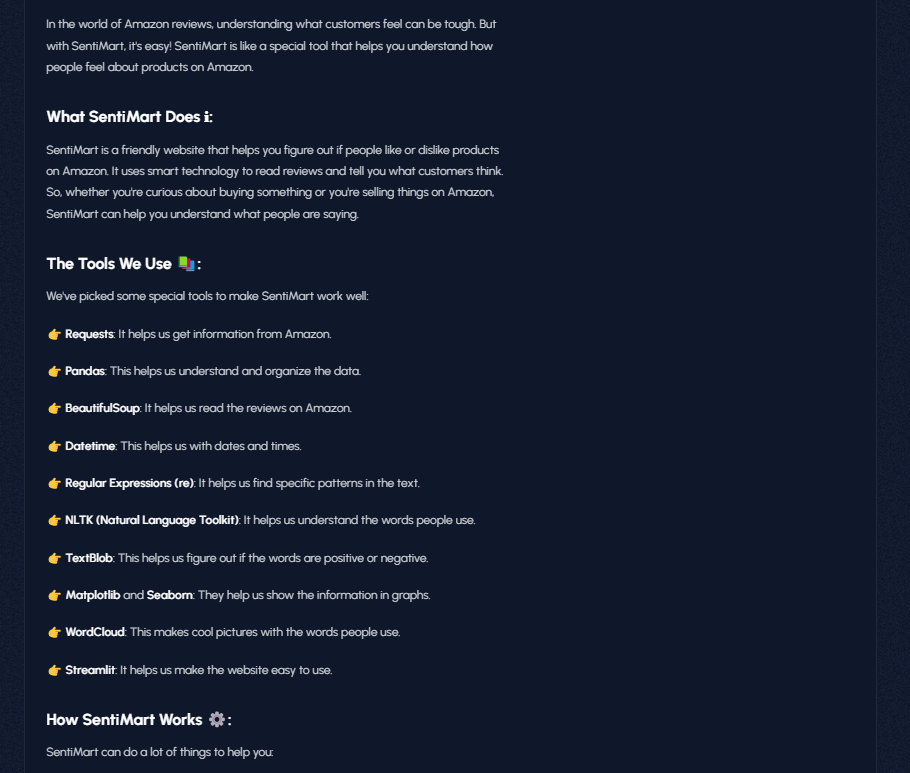 In the world of Amazon reviews, understanding what customers feel can be tough. But
with SentiMart, it's easy! SentiMart is like a special tool that helps you understand how
people feel about products on Amazon.
What SentiMart Does ℹ:
SentiMart is a friendly website that helps you figure out if people like or dislike products
on Amazon. It uses smart technology to read reviews and tell you what customers think.
So, whether you're curious about buying something or you're selling things on Amazon,
SentiMart can help you understand what people are saying.
The Tools We Use 📚:
We've picked some special tools to make SentiMart work well:
👉 Requests: It helps us get information from Amazon.
👉 Pandas: This helps us understand and organize the data.
👉 BeautifulSoup: It helps us read the reviews on Amazon.
👉 Datetime: This helps us with dates and times.
👉 Regular Expressions (re): It helps us find specific patterns in the text.
👉 NLTK (Natural Language Toolkit): It helps us understand the words people use.
👉 TextBlob: This helps us figure out if the words are positive or negative.
👉 Matplotlib and Seaborn: They help us show the information in graphs.
👉 WordCloud: This makes cool pictures with the words people use.
👉 Streamlit: It helps us make the website easy to use.
How SentiMart Works ⚙️:
SentiMart can do a lot of things to help you: